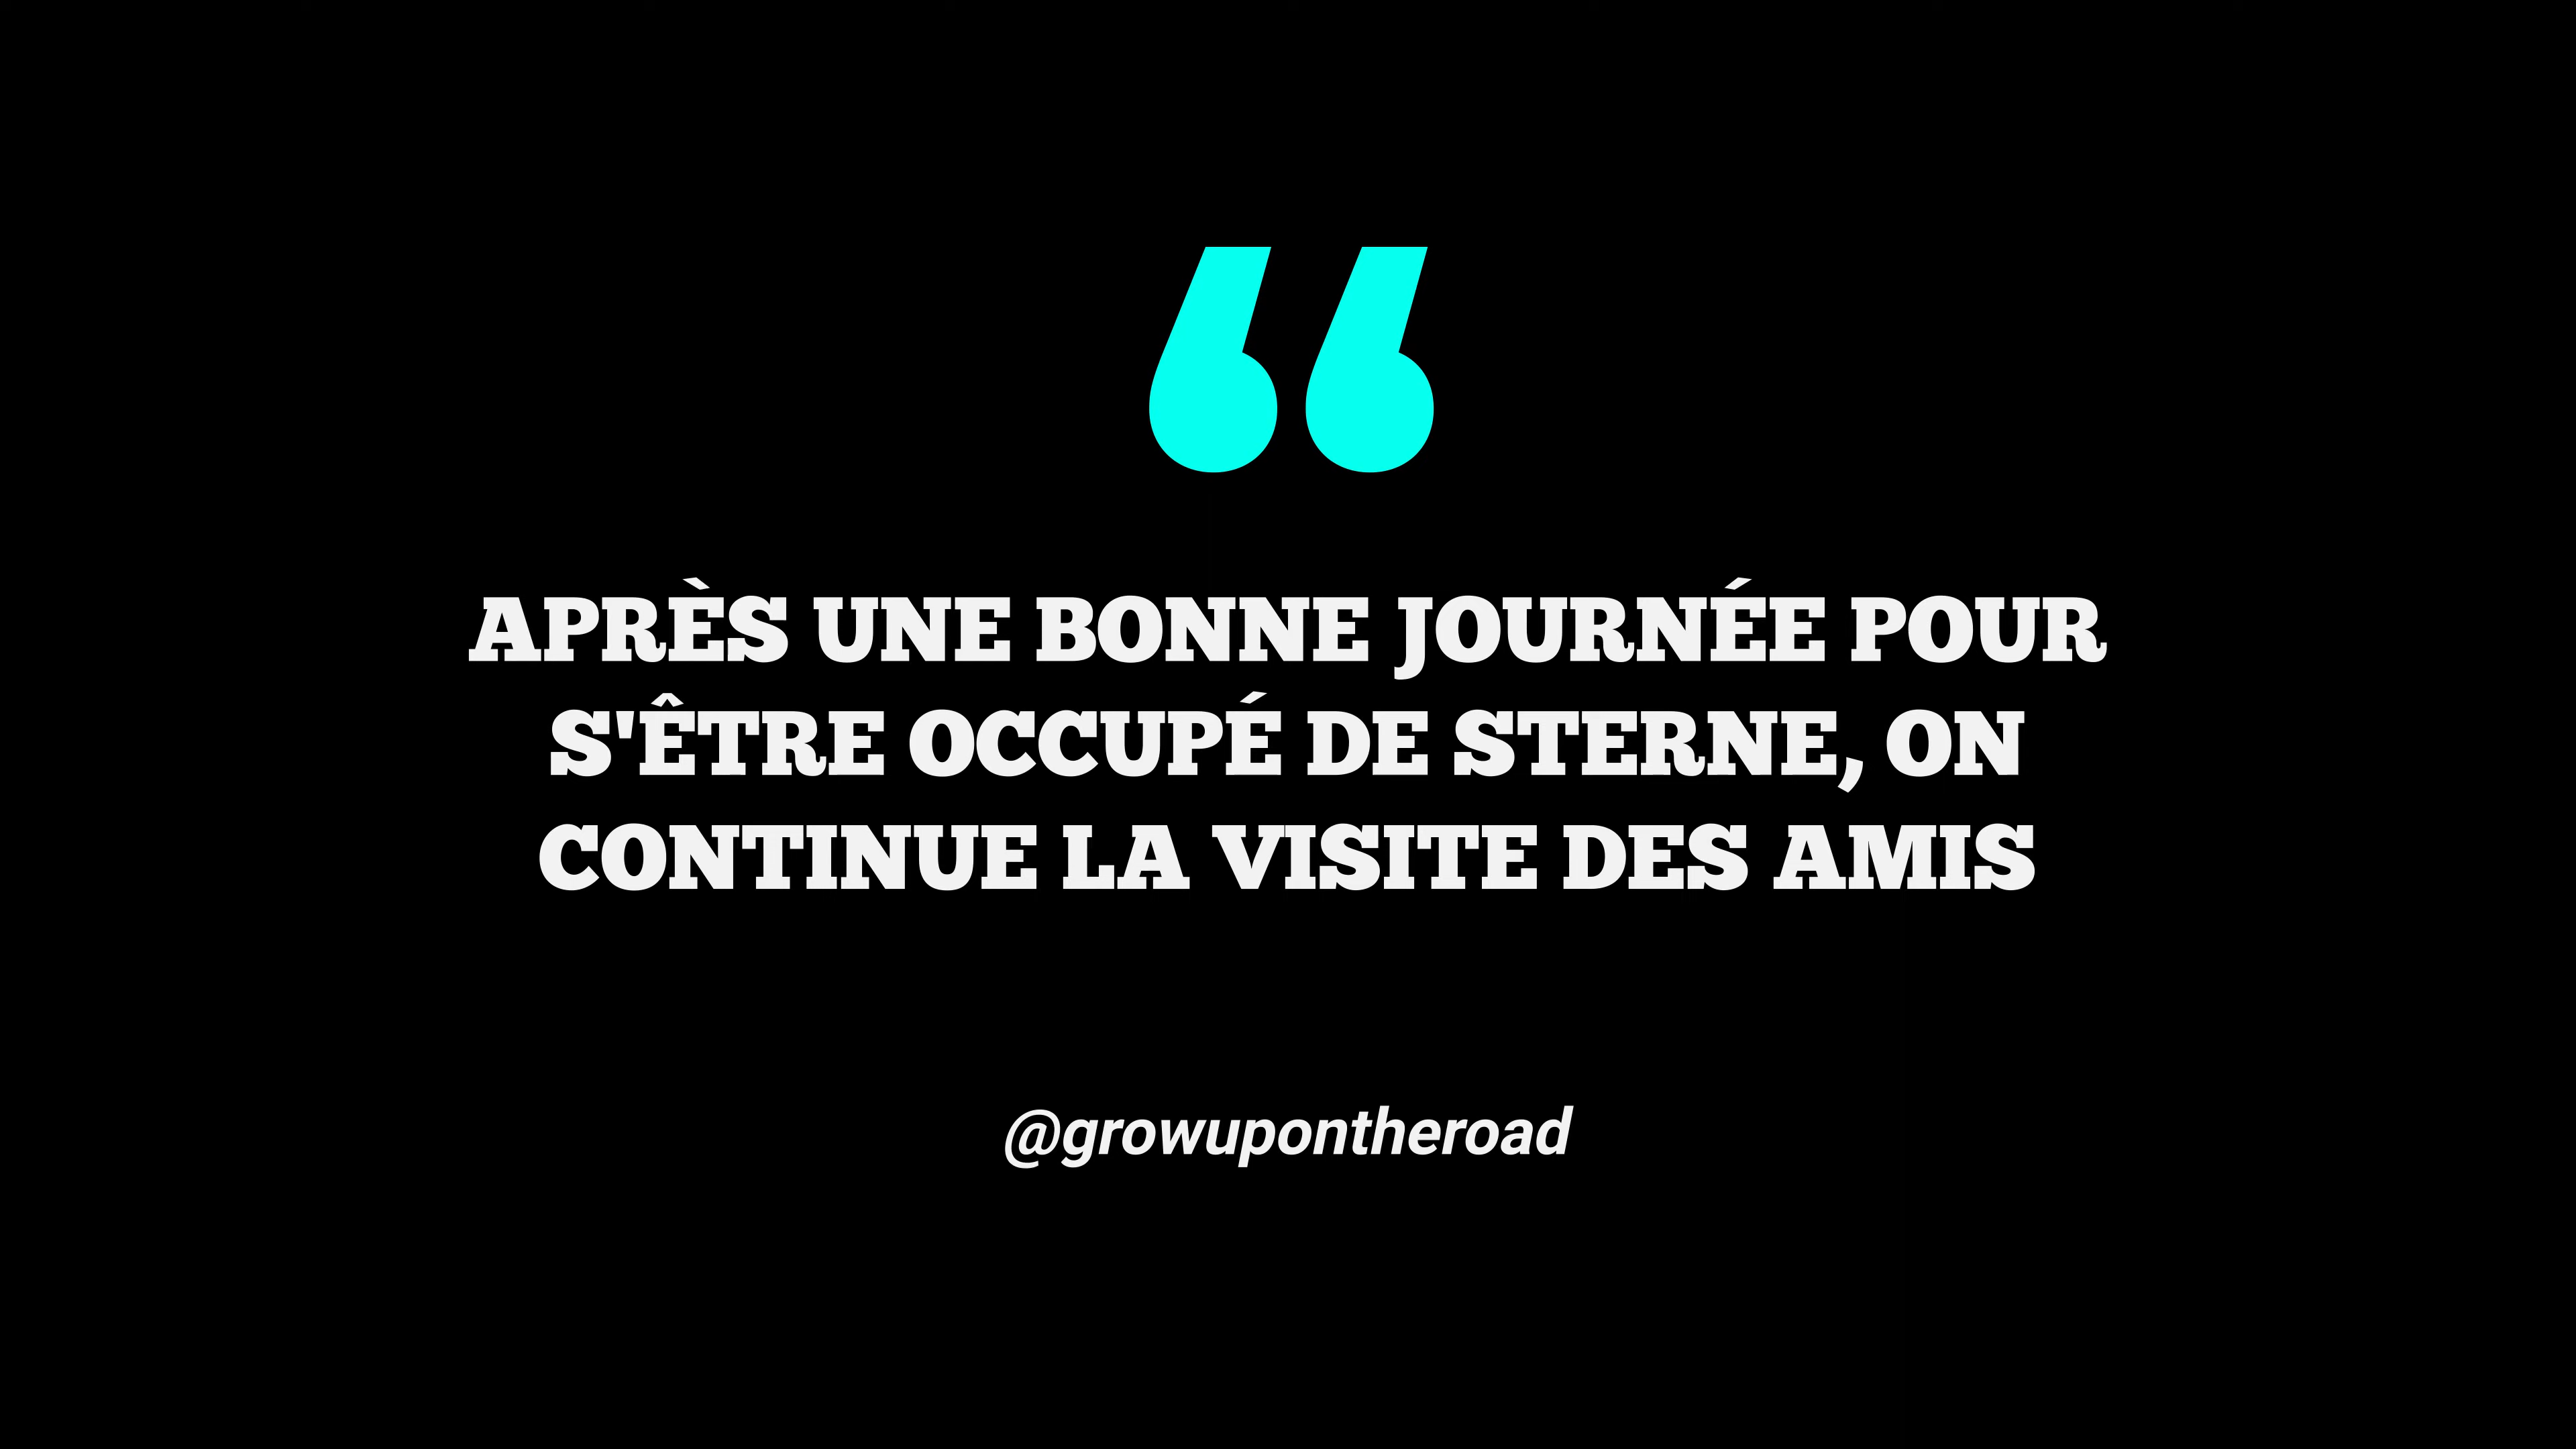 “
APRÈS UNE BONNE JOURNÉE POUR
S'ÊTRE OCCUPÉ DE STERNE, ON
CONTINUE LA VISITE DES AMIS
@growupontheroad